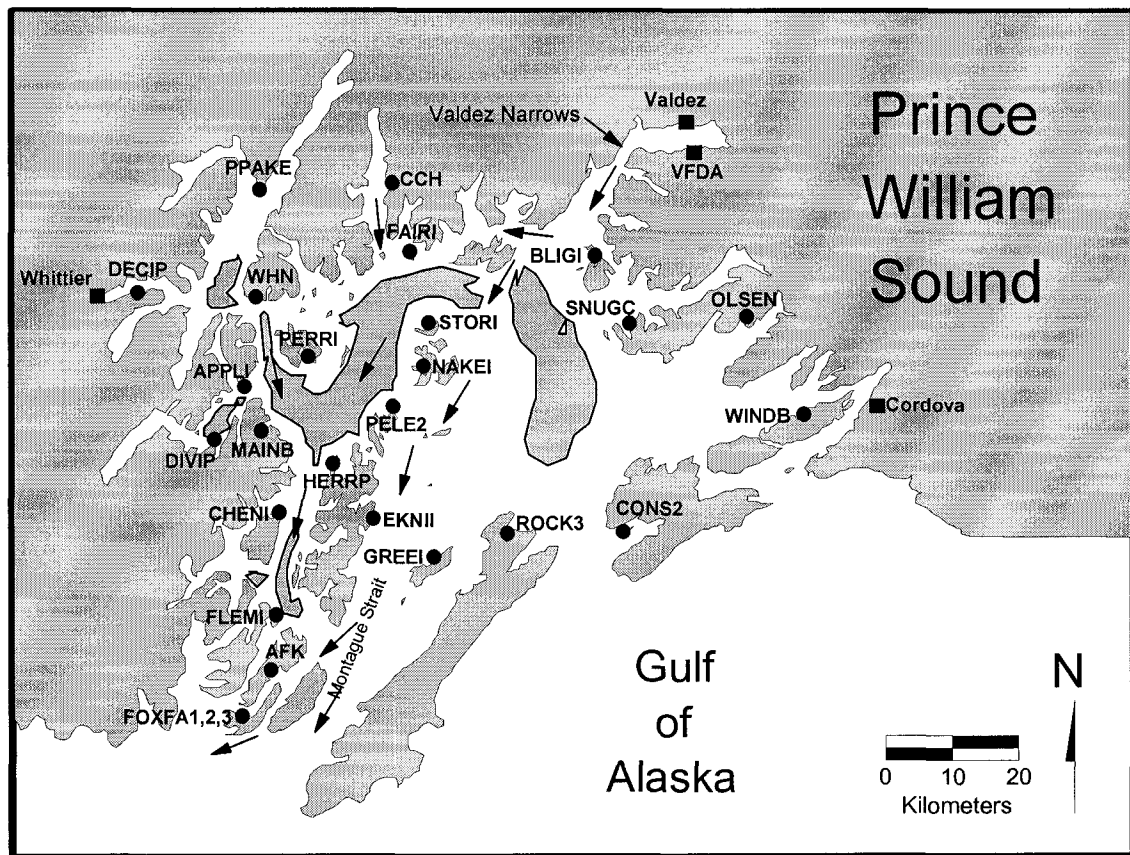 Prince
William
Sound
Valdez
Valdez Narrows
VFDA
PPAKE
CCH
FAIRI
BLIGI
Whittier
DECIP
WHN
SNUGC
OLSEN
STORI
PERRI
NAKEI
APPLI
PELE2
WINDB
Cordova
DIVIP
MAINB
HERRP
CHENI
EKNII
ROCK3
CONS2
GREEI
FLEMI
Montague Strait
AFK
FOXFA1,2,3
Gulf
of
Alaska
N
0 10 20
Kilometers